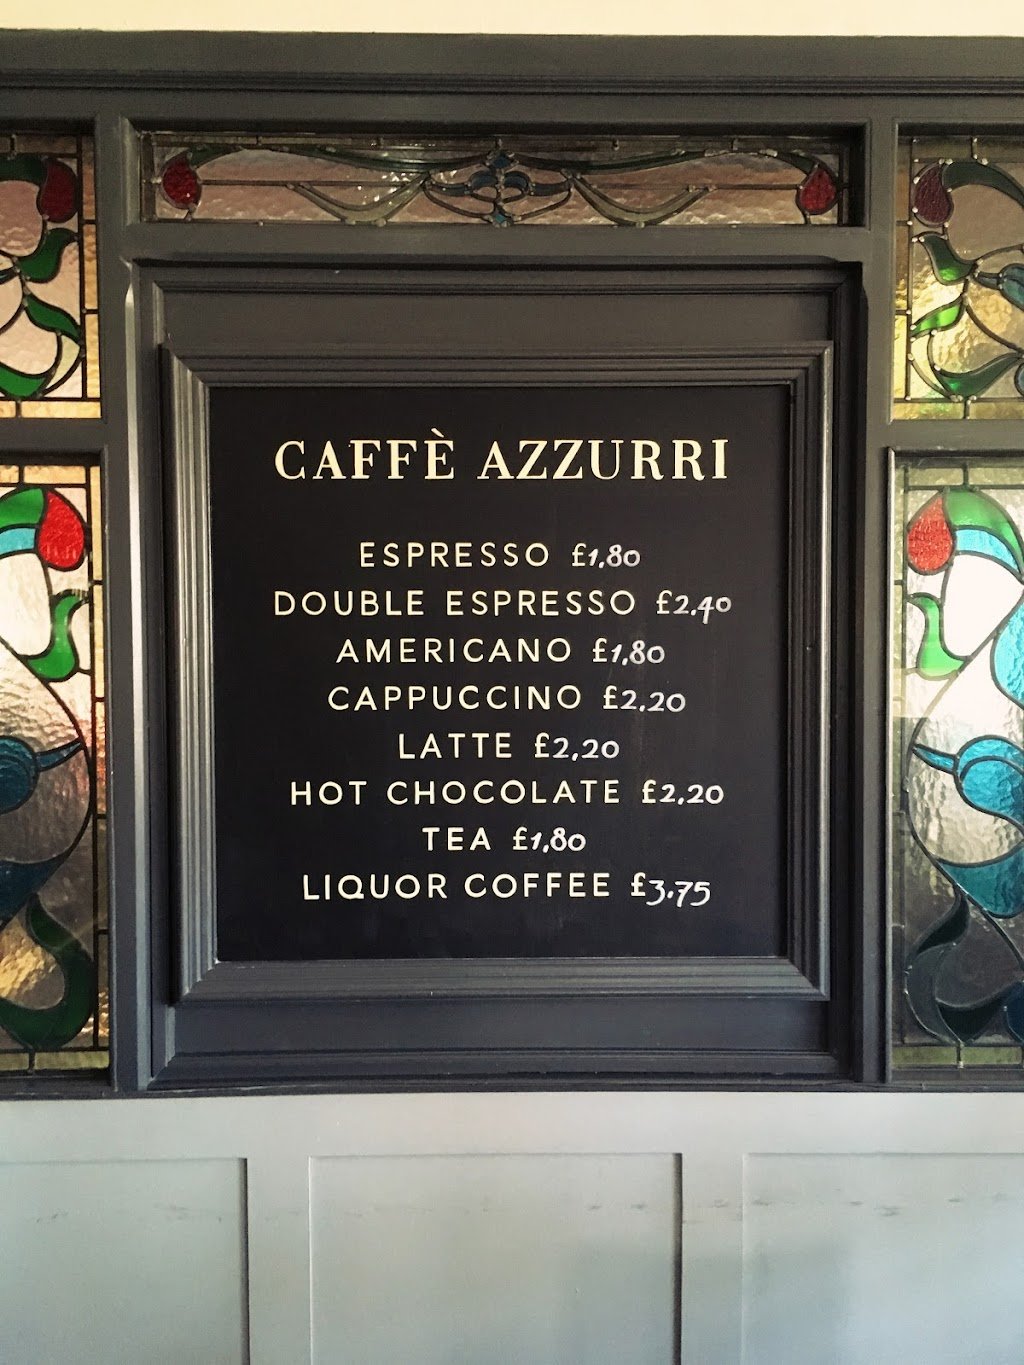 CAFFÈ AZZURRI
ESPRESSO £1.80
DOUBLE ESPRESSO £2.40
AMERICANO £1.80
CAPPUCCINO £2.20
LATTE £2.20
HOT CHOCOLATE £2.20
TEA £1.80
LIQUOR COFFEE £3.75